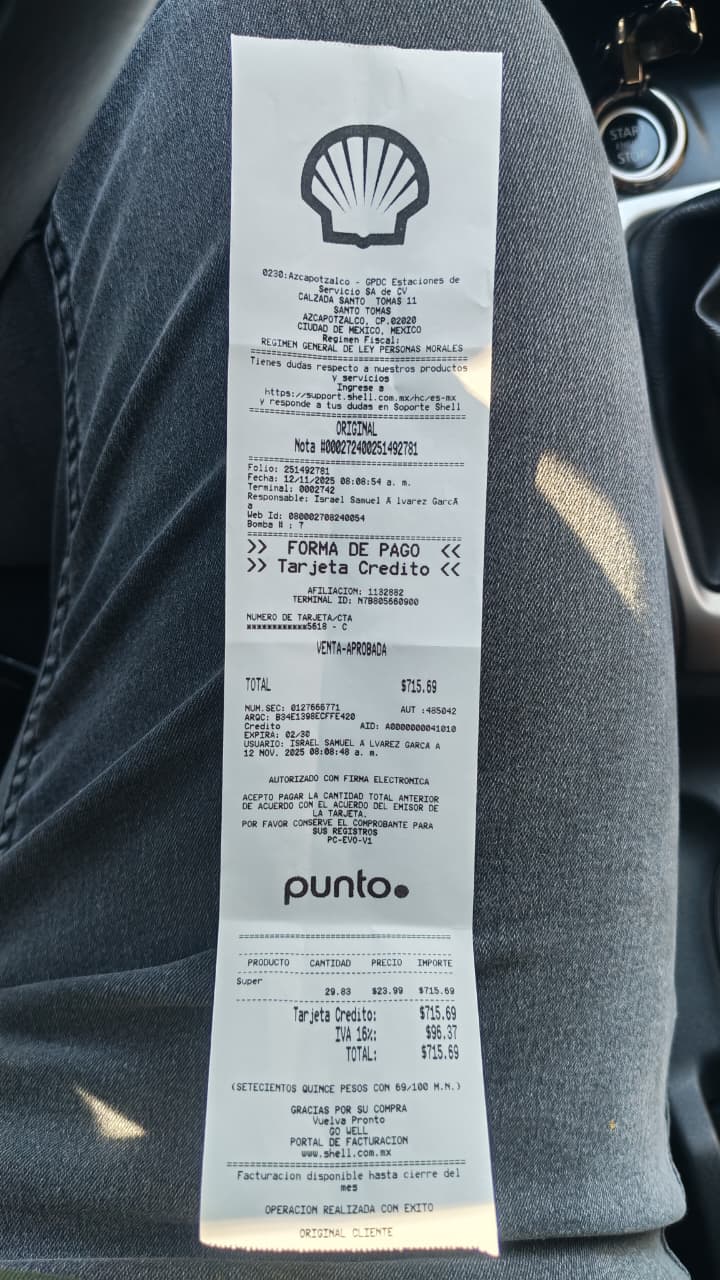 START
STOP
0230:Azcapotzalco - GPDC Estaciones de
Servicio SA de CV
CALZADA SANTO TOMAS 11
SANTO TOMAS
AZCAPOTZALCO, CP.02020
CIUDAD DE MEXICO, MEXICO
Regimen Fiscal:
REGIMEN GENERAL DE LEY PERSONAS MORALES
Tienes dudas respecto a nuestros productos
y servicios
Ingrese a
https://support.shell.com.mx/hc/es-mx
y responde a tus dudas en Soporte Shell
ORIGINAL
Nota #000272400251492781
Folio: 251492781
Fecha: 12/11/2025 08:08:54 a. m.
Terminal: 0002742
Responsable: Israel Samuel A lvarez GarcA
a
Web Id: 080002708240054
Bomba # : 7
>> FORMA DE PAGO <<
>> Tarjeta Credito <<
AFILIACION: 1132882
TERMINAL ID: N7B805660900
NUMERO DE TARJETA/CTA
************5618 - C
VENTA-APROBADA
TOTAL $715.69
NUM.SEC: 0127666771 AUT :485042
ARQC: B34E1398ECFFE420
Credito AID: A0000000041010
EXPIRA: 02/30
USUARIO: ISRAEL SAMUEL A LVAREZ GARCA A
12 NOV. 2025 08:08:48 a. m.
AUTORIZADO CON FIRMA ELECTRONICA
ACEPTO PAGAR LA CANTIDAD TOTAL ANTERIOR
DE ACUERDO CON EL ACUERDO DEL EMISOR DE
LA TARJETA.
POR FAVOR CONSERVE EL COMPROBANTE PARA
SUS REGISTROS
PC-EVO-V1
punto.
PRODUCTO CANTIDAD PRECIO IMPORTE
Super
29.83 $23.99 $715.69
Tarjeta Credito: $715.69
IVA 16%: $96.37
TOTAL: $715.69
(SETECIENTOS QUINCE PESOS CON 69/100 M.N.)
GRACIAS POR SU COMPRA
Vuelva Pronto
GO WELL
PORTAL DE FACTURACION
www.shell.com.mx
Facturacion disponible hasta cierre del
mes
OPERACION REALIZADA CON EXITO
ORIGINAL CLIENTE